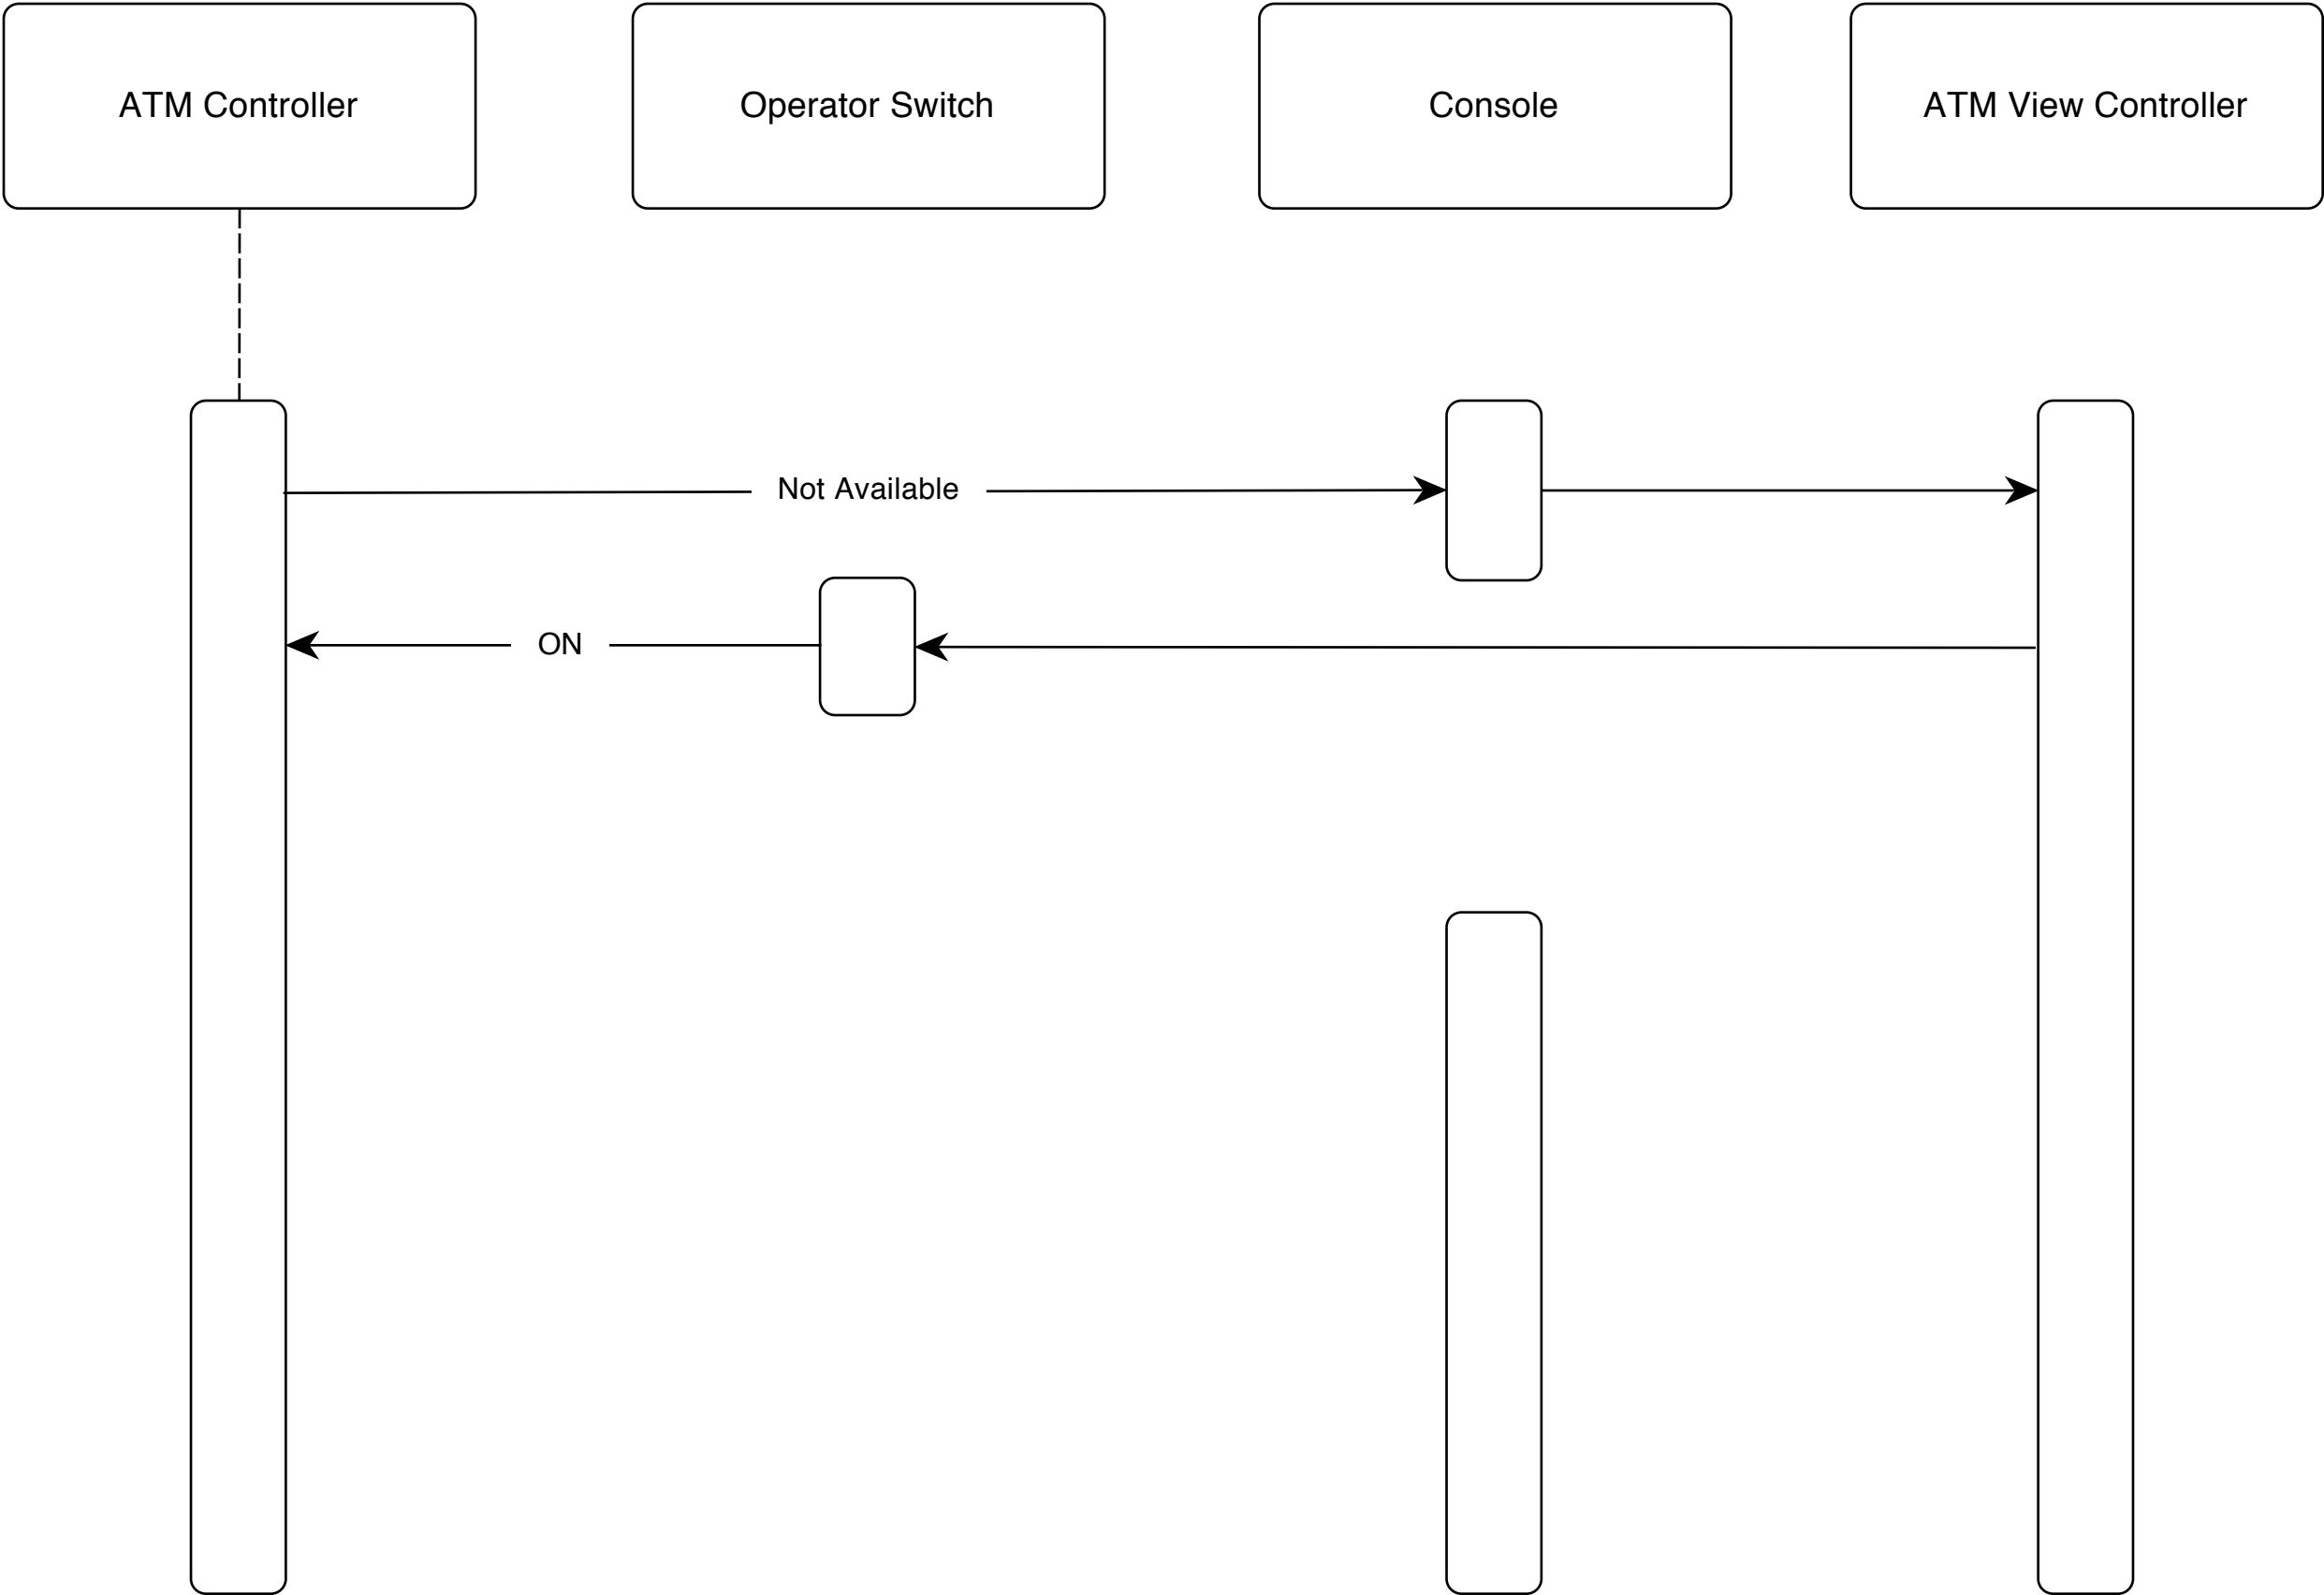 ATM Controller
Operator Switch
Console
ATM View Controller
Not Available
ON